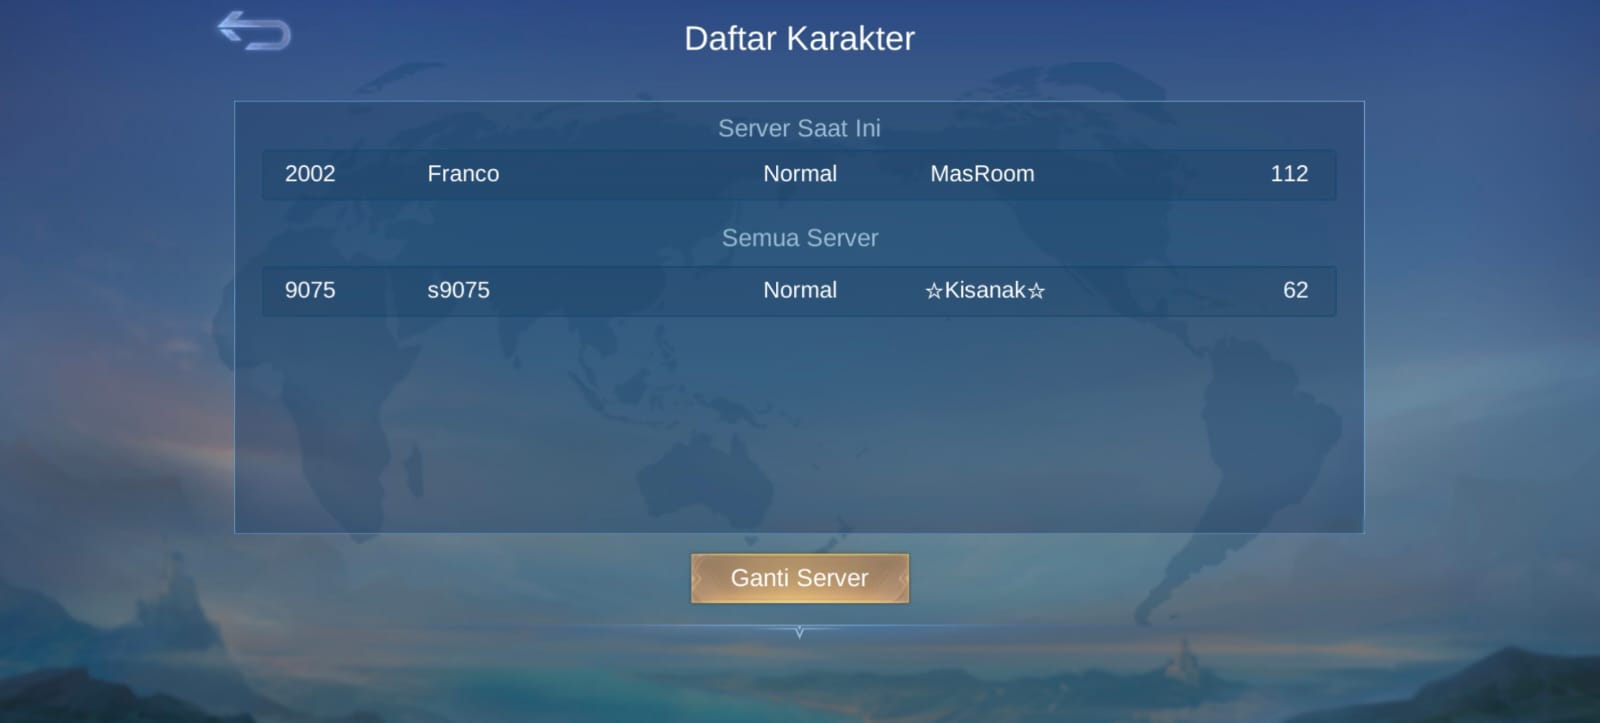 Daftar Karakter
Server Saat Ini
2002 Franco Normal MasRoom 112
Semua Server
9075 s9075 Normal ☆Kisanak☆ 62
Ganti Server